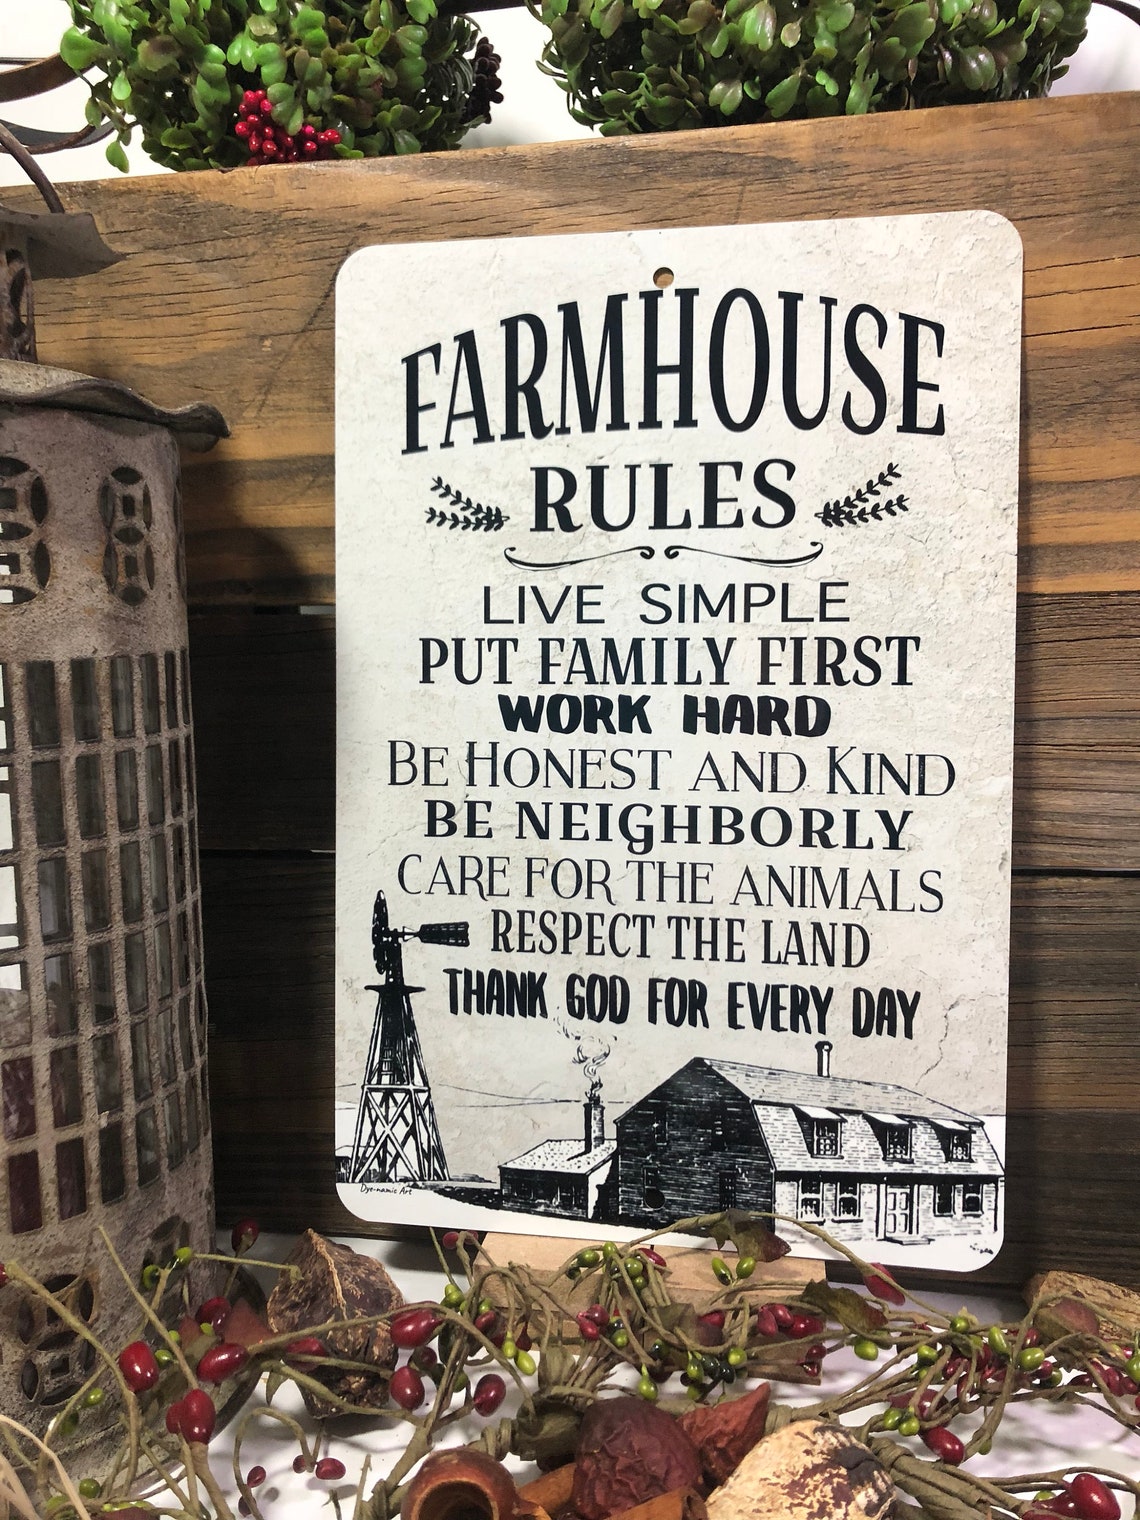 FARMHOUSE
RULES
LIVE SIMPLE
PUT FAMILY FIRST
WORK HARD
BE HONEST AND KIND
BE NEIGHBORLY
CARE FOR THE ANIMALS
RESPECT THE LAND
THANK GOD FOR EVERY DAY
Dye-namic Art